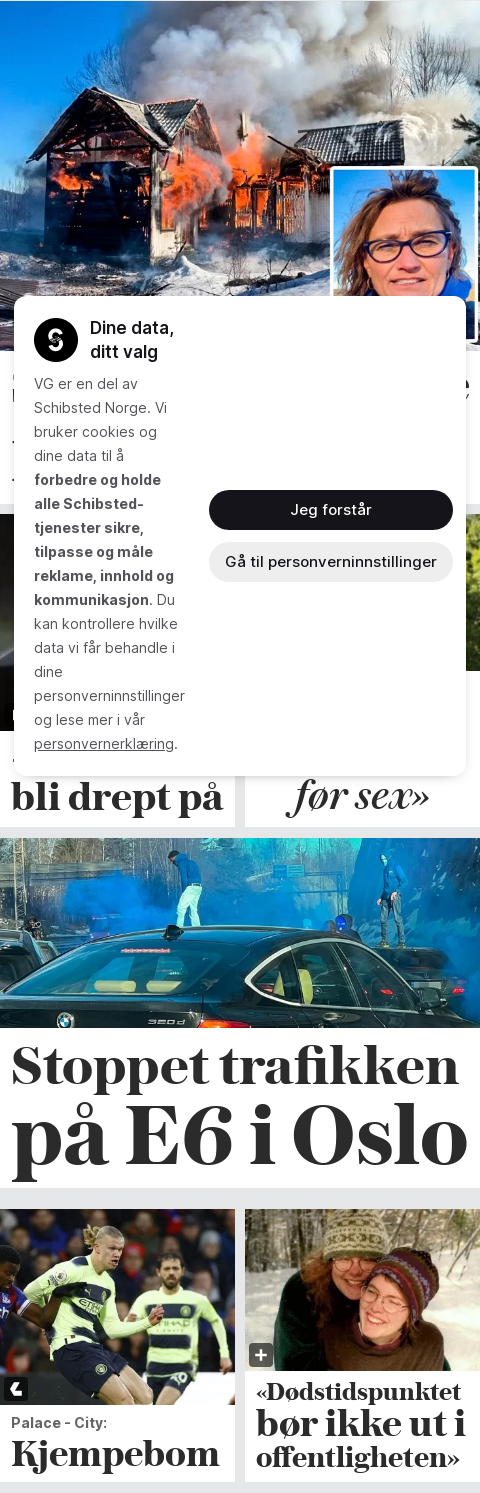 Dine data,
ditt valg
VG er en del av
Schibsted Norge. Vi
bruker cookies og
dine data til å
forbedre og holde
alle Schibsted-
tjenester sikre,
tilpasse og måle
reklame, innhold og
kommunikasjon. Du
kan kontrollere hvilke
data vi får behandle i
dine
personverninnstillinger
og lese mer i vår
personvernerklæring.
Jeg forstår
Gå til personverninnstillinger
bli drept på
før sex»
320d
Stoppet trafikken
på E6 i Oslo
Palace - City:
Kjempebom
«Dødstidspunktet
bør ikke ut i
offentligheten»